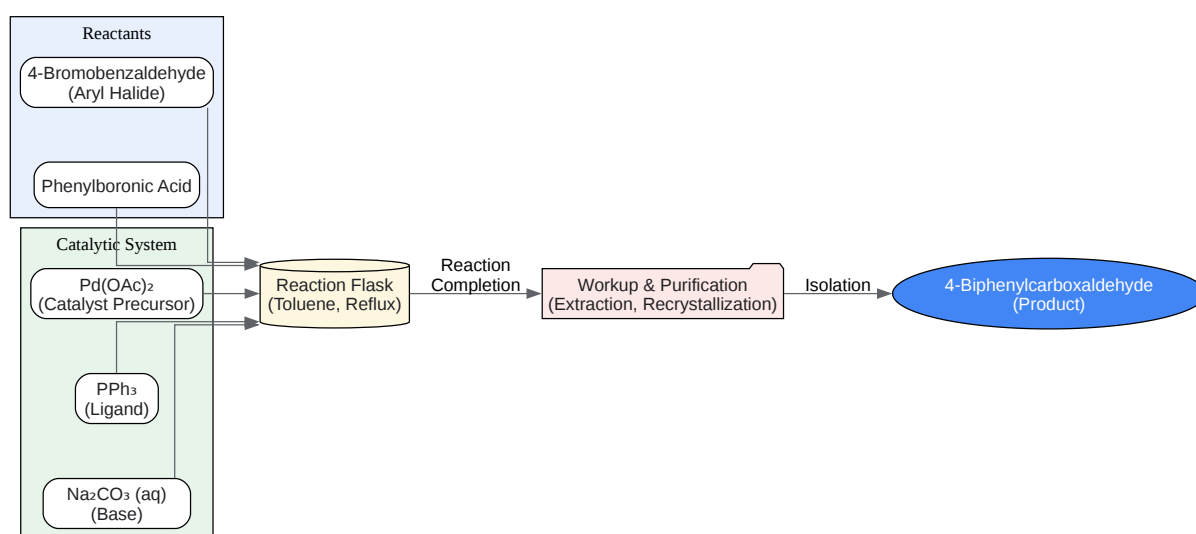 Reactants
4-Bromobenzaldehyde
(Aryl Halide)
Phenylboronic Acid
Catalytic System
Pd(OAc)₂
(Catalyst Precursor)
PPh₃
(Ligand)
Na₂CO₃ (aq)
(Base)
Reaction Flask
(Toluene, Reflux)
Reaction
Completion
Workup & Purification
(Extraction, Recrystallization)
Isolation
4-Biphenylcarboxaldehyde
(Product)